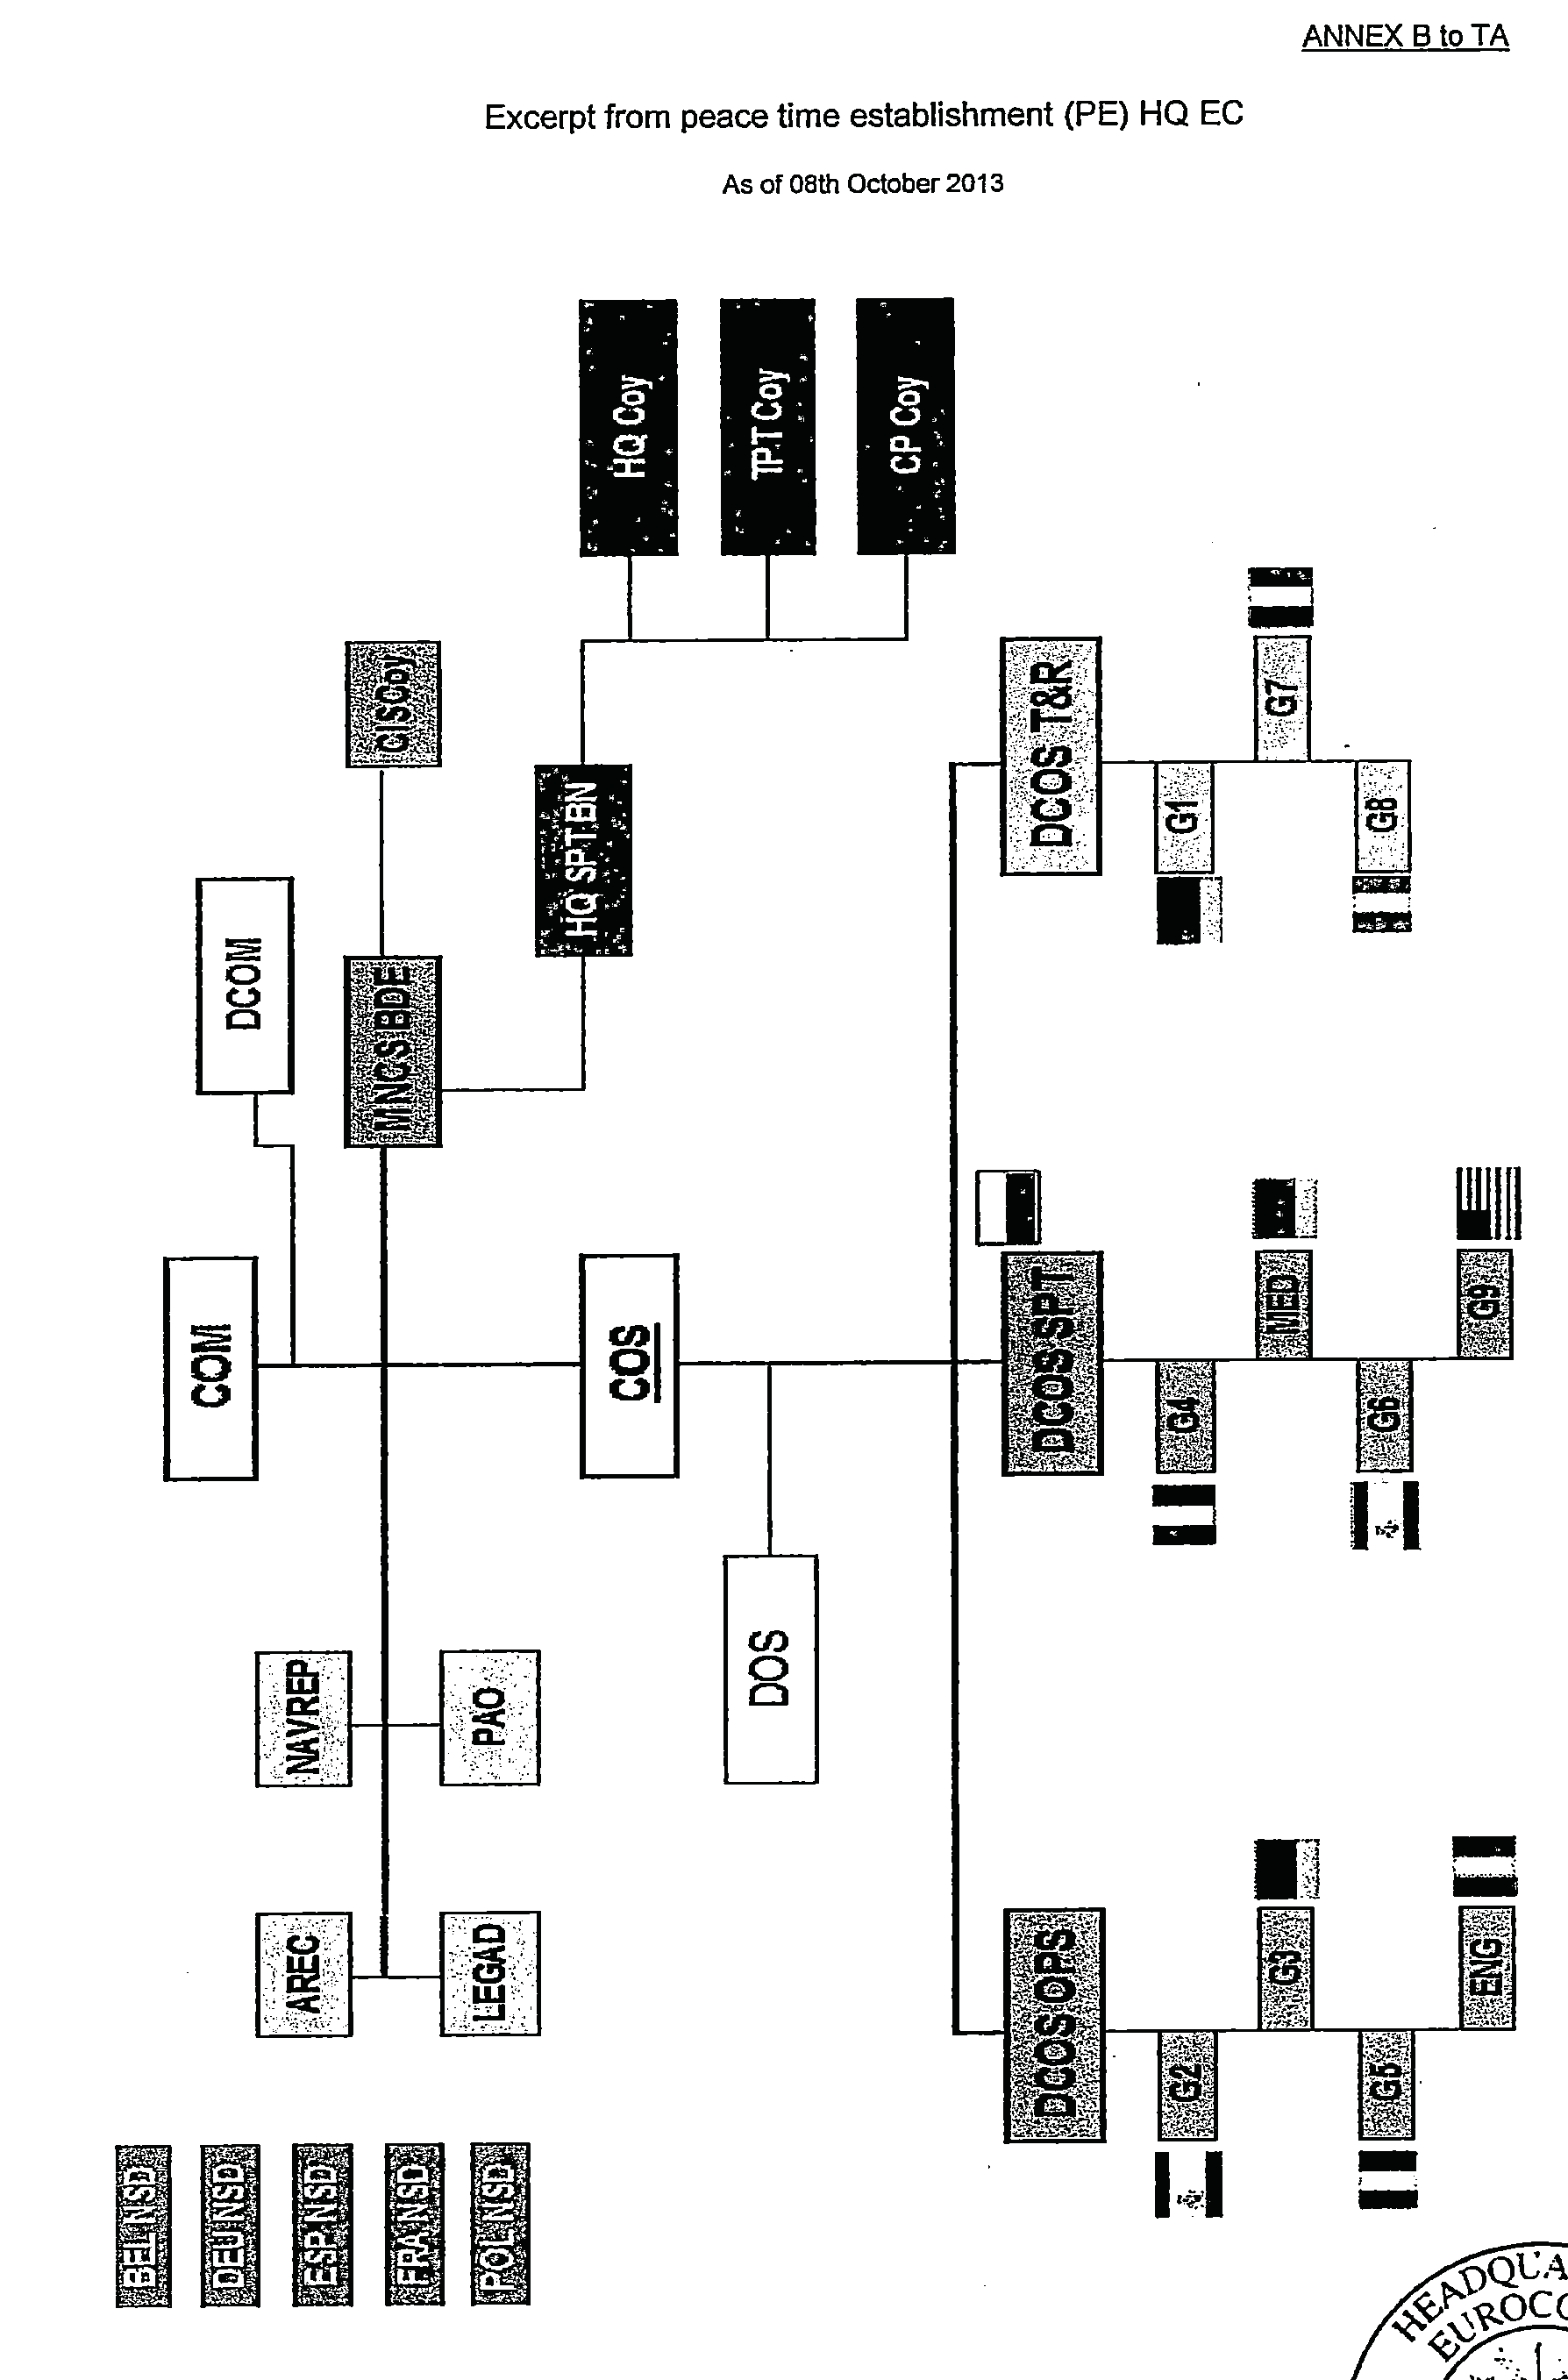 ANNEX B to TA
Excerpt from peace time establishment (PE) HQ EC
As of 08th October 2013
COM
DCOM
MNCS BDE
CISCoy
HQ SPT BN
HQ Coy
TPT Coy
CP Coy
NAVREP
PAO
AREC
LEGAD
COS
DOS
BEL NSD
DEU NSD
ESP NSD
FRA NSD
POL NSD
DCOS OPS
G2
G3
G5
ENG
DCOS SPT
G4
MED
G6
G9
DCOS T&R
G1
G7
G8
HEADQUA
EUROCO